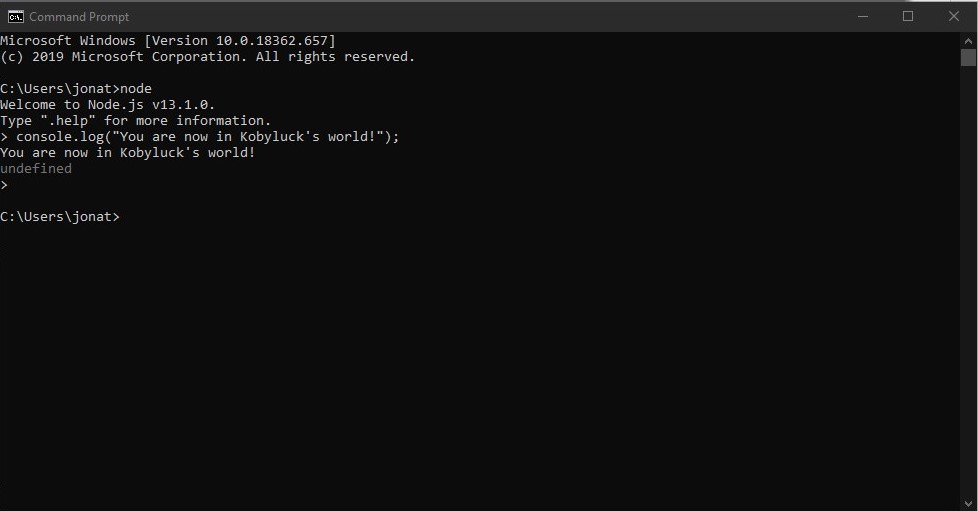 Command Prompt
Microsoft Windows [Version 10.0.18362.657]
(c) 2019 Microsoft Corporation. All rights reserved.
C:\Users\jonat>node
Welcome to Node.js v13.1.0.
Type ".help" for more information.
> console.log("You are now in Kobyluck's world!");
You are now in Kobyluck's world!
undefined
>
C:\Users\jonat>